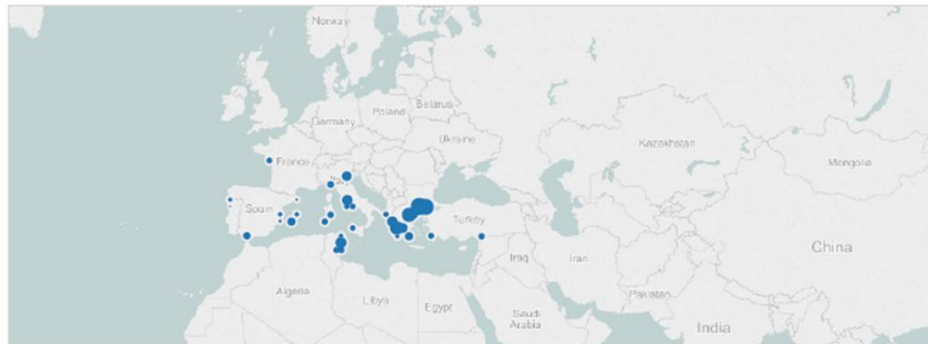 Norway
Belarus
Poland
Germany
Ukraine
Kazakhstan
France
Mongolia
Italy
Spain
Turkey
China
Iraq
Iran
Algeria
Libya
Egypt
Pakistan
Saudi
Arabia
India